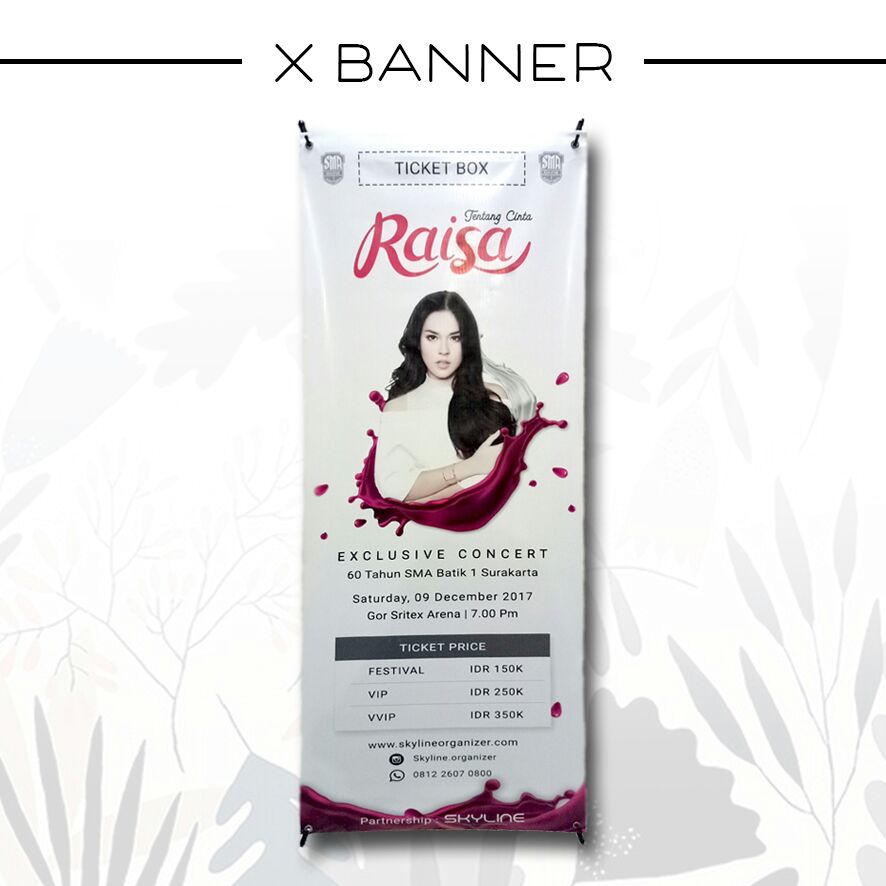 X BANNER
SMA
TICKET BOX
SMA
Tentang Cinta
Raisa
EXCLUSIVE CONCERT
60 Tahun SMA Batik 1 Surakarta
Saturday, 09 December 2017
Gor Sritex Arena | 7.00 Pm
TICKET PRICE
FESTIVAL IDR 150K
VIP IDR 250K
VVIP IDR 350K
www.skylineorganizer.com
Skyline.organizer
0812 2607 0800
Partnership : SKYLINE